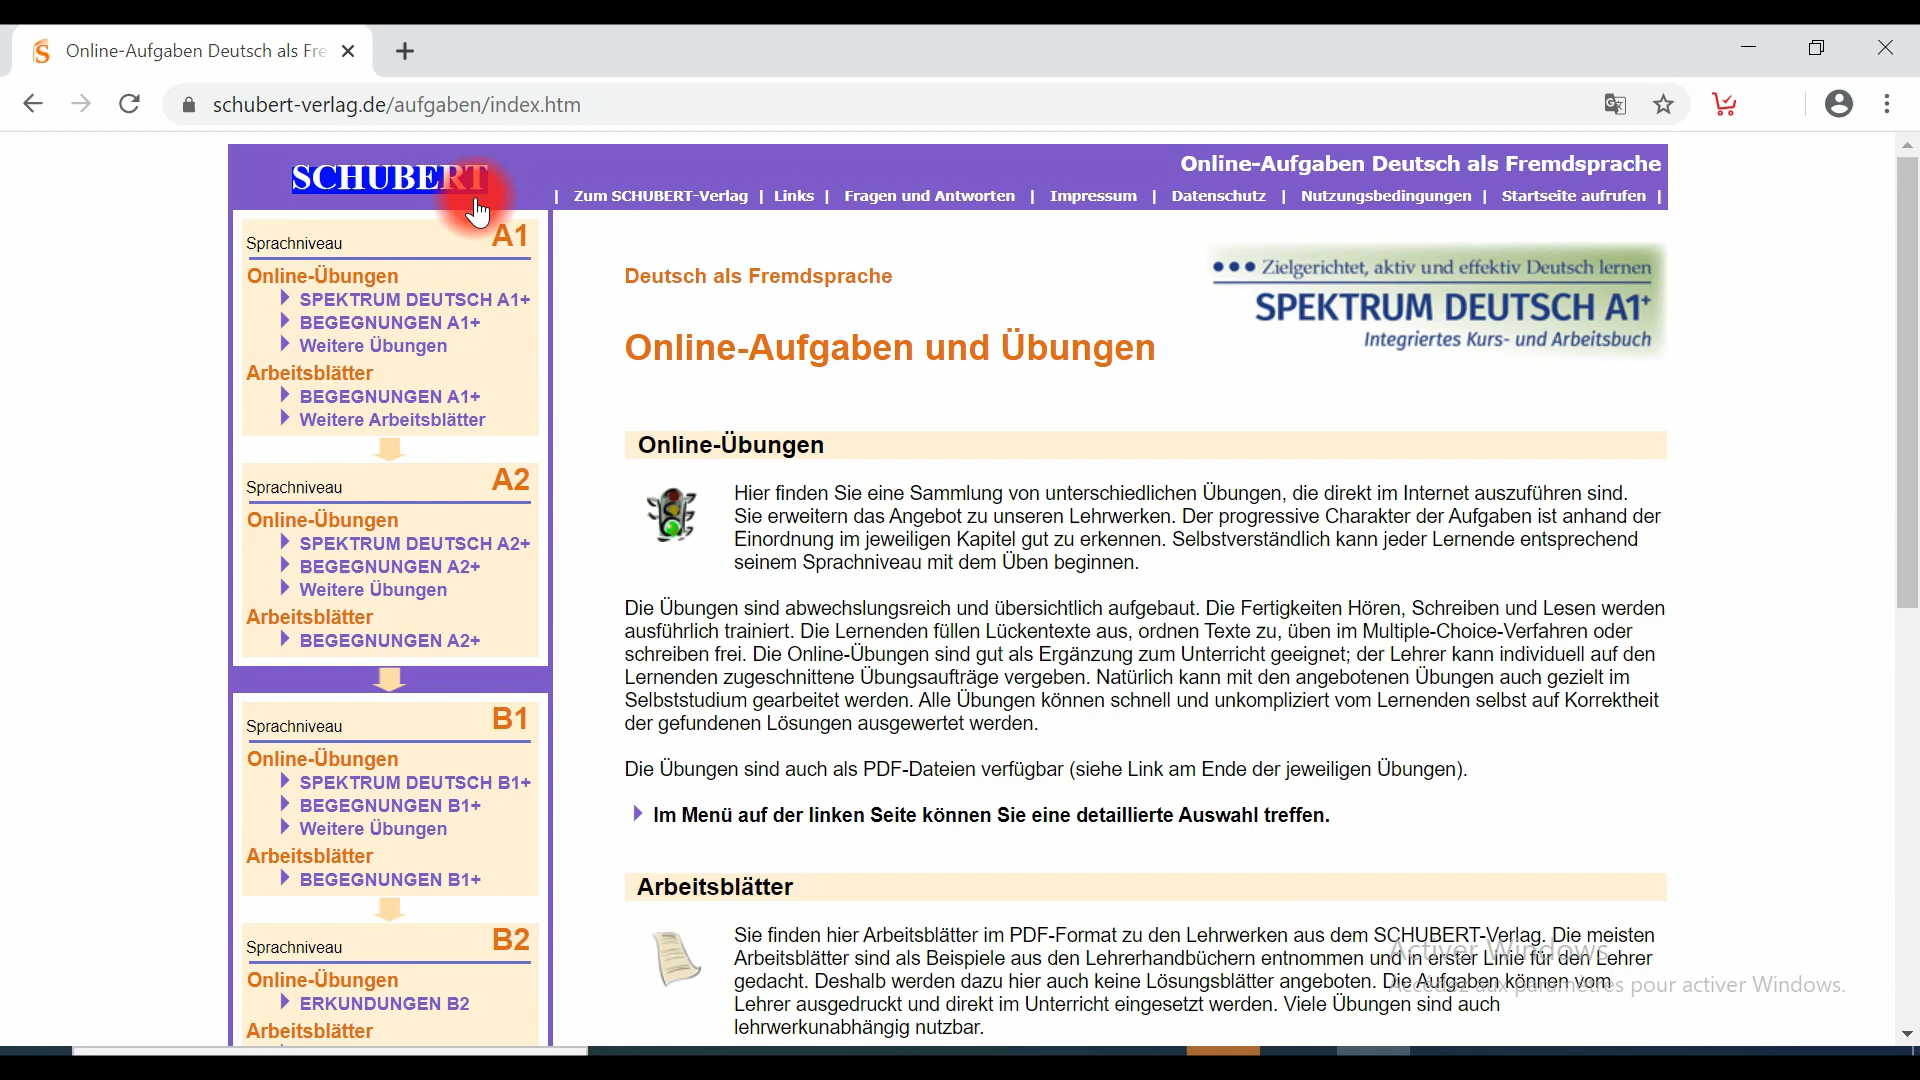 Online-Aufgaben Deutsch als Fre
schubert-verlag.de/aufgaben/index.htm
SCHUBERT
Online-Aufgaben Deutsch als Fremdsprache
| Zum SCHUBERT-Verlag | Links | Fragen und Antworten | Impressum | Datenschutz | Nutzungsbedingungen | Startseite aufrufen |
Sprachniveau A1
Online-Übungen
SPEKTRUM DEUTSCH A1+
BEGEGNUNGEN A1+
Weitere Übungen
Arbeitsblätter
BEGEGNUNGEN A1+
Weitere Arbeitsblätter
Sprachniveau A2
Online-Übungen
SPEKTRUM DEUTSCH A2+
BEGEGNUNGEN A2+
Weitere Übungen
Arbeitsblätter
BEGEGNUNGEN A2+
Sprachniveau B1
Online-Übungen
SPEKTRUM DEUTSCH B1+
BEGEGNUNGEN B1+
Weitere Übungen
Arbeitsblätter
BEGEGNUNGEN B1+
Sprachniveau B2
Online-Übungen
ERKUNDUNGEN B2
Arbeitsblätter
Deutsch als Fremdsprache
Online-Aufgaben und Übungen
••• Zielgerichtet, aktiv und effektiv Deutsch lernen
SPEKTRUM DEUTSCH A1+
Integriertes Kurs- und Arbeitsbuch
Online-Übungen
Hier finden Sie eine Sammlung von unterschiedlichen Übungen, die direkt im Internet auszuführen sind.
Sie erweitern das Angebot zu unseren Lehrwerken. Der progressive Charakter der Aufgaben ist anhand der
Einordnung im jeweiligen Kapitel gut zu erkennen. Selbstverständlich kann jeder Lernende entsprechend
seinem Sprachniveau mit dem Üben beginnen.
Die Übungen sind abwechslungsreich und übersichtlich aufgebaut. Die Fertigkeiten Hören, Schreiben und Lesen werden
ausführlich trainiert. Die Lernenden füllen Lückentexte aus, ordnen Texte zu, üben im Multiple-Choice-Verfahren oder
schreiben frei. Die Online-Übungen sind gut als Ergänzung zum Unterricht geeignet; der Lehrer kann individuell auf den
Lernenden zugeschnittene Übungsaufträge vergeben. Natürlich kann mit den angebotenen Übungen auch gezielt im
Selbststudium gearbeitet werden. Alle Übungen können schnell und unkompliziert vom Lernenden selbst auf Korrektheit
der gefundenen Lösungen ausgewertet werden.
Die Übungen sind auch als PDF-Dateien verfügbar (siehe Link am Ende der jeweiligen Übungen).
Im Menü auf der linken Seite können Sie eine detaillierte Auswahl treffen.
Arbeitsblätter
Sie finden hier Arbeitsblätter im PDF-Format zu den Lehrwerken aus dem SCHUBERT-Verlag. Die meisten
Arbeitsblätter sind als Beispiele aus den Lehrerhandbüchern entnommen und in erster Linie für den Lehrer
gedacht. Deshalb werden dazu hier auch keine Lösungsblätter angeboten. Die Aufgaben können vom
Lehrer ausgedruckt und direkt im Unterricht eingesetzt werden. Viele Übungen sind auch
lehrwerkunabhängig nutzbar.
Activer Windows
Accédez aux paramètres pour activer Windows.